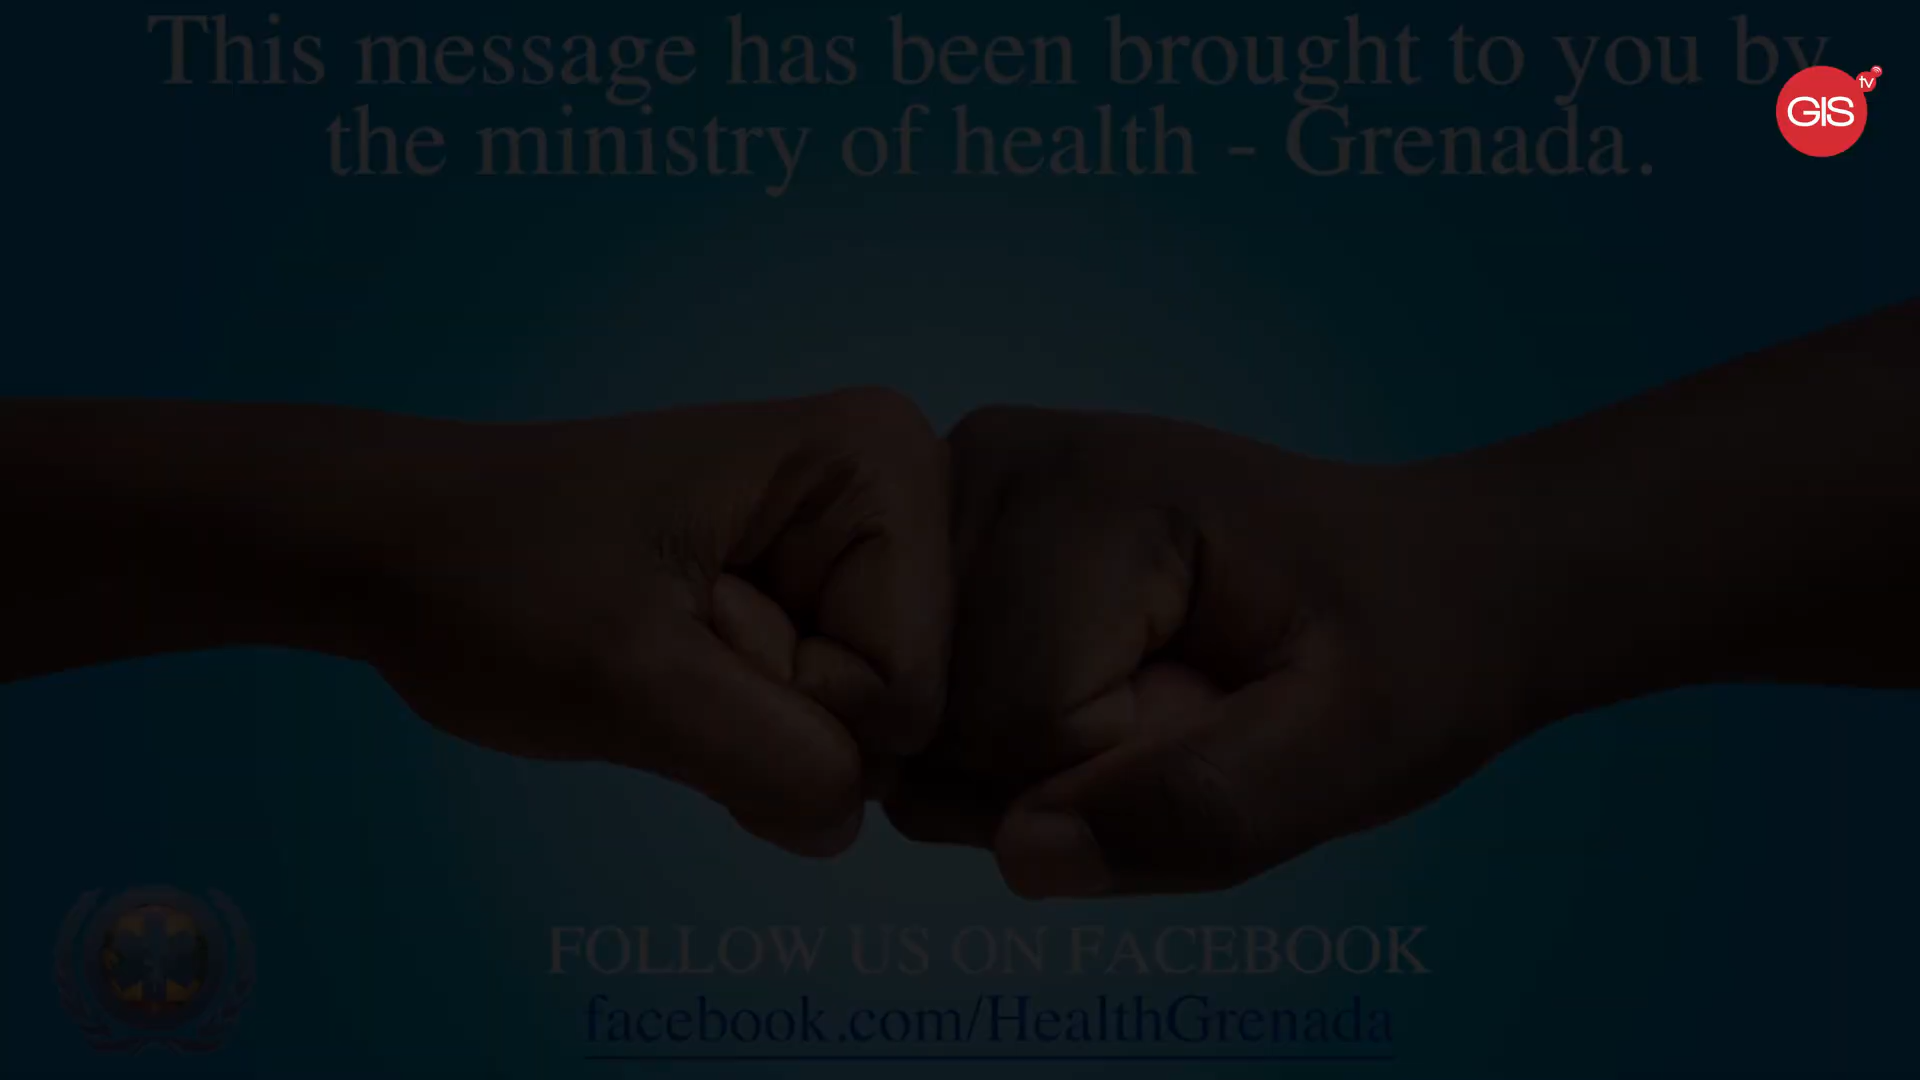 This message has been brought to you by
the ministry of health - Grenada.
GIS
tv
FOLLOW US ON FACEBOOK
facebook.com/HealthGrenada